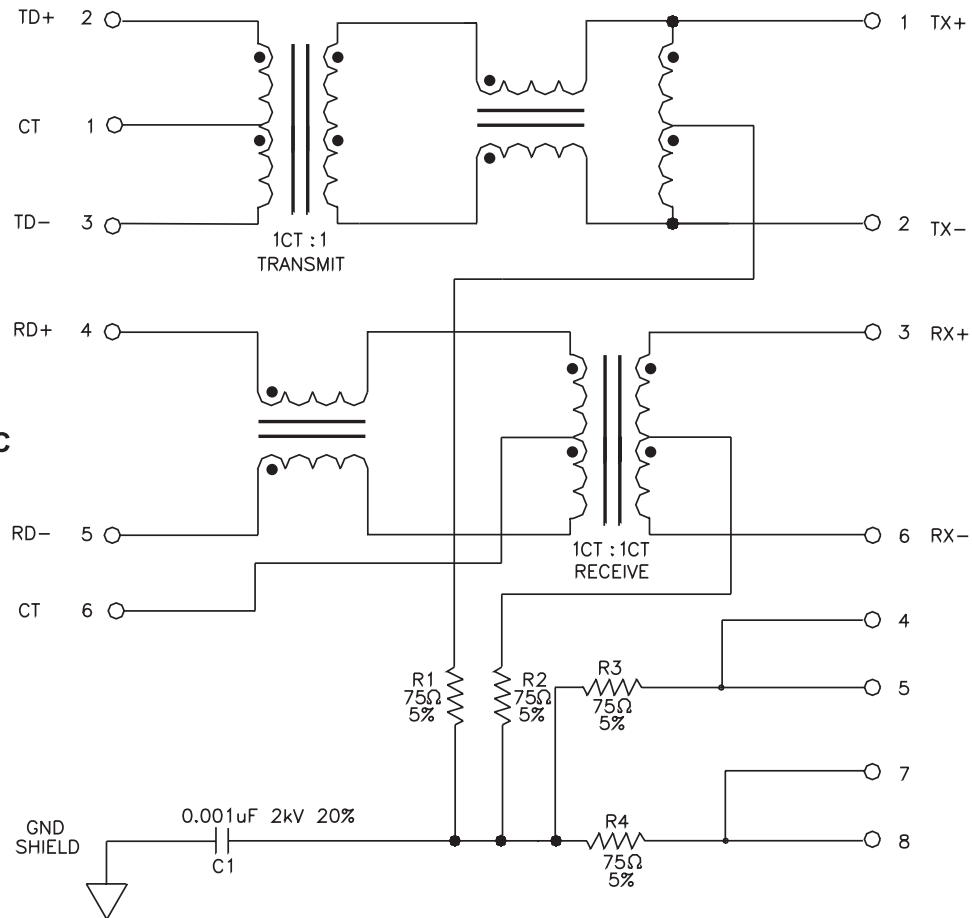 TD+ 2
1 TX+
CT 1
TD- 3
2 TX-
1CT : 1
TRANSMIT
RD+ 4
3 RX+
C
RD- 5
6 RX-
1CT : 1CT
RECEIVE
CT 6
4
R1
75Ω
5%
R2
75Ω
5%
R3
75Ω
5%
5
7
0.001uF 2kV 20%
C1
GND
SHIELD
R4
75Ω
5%
8